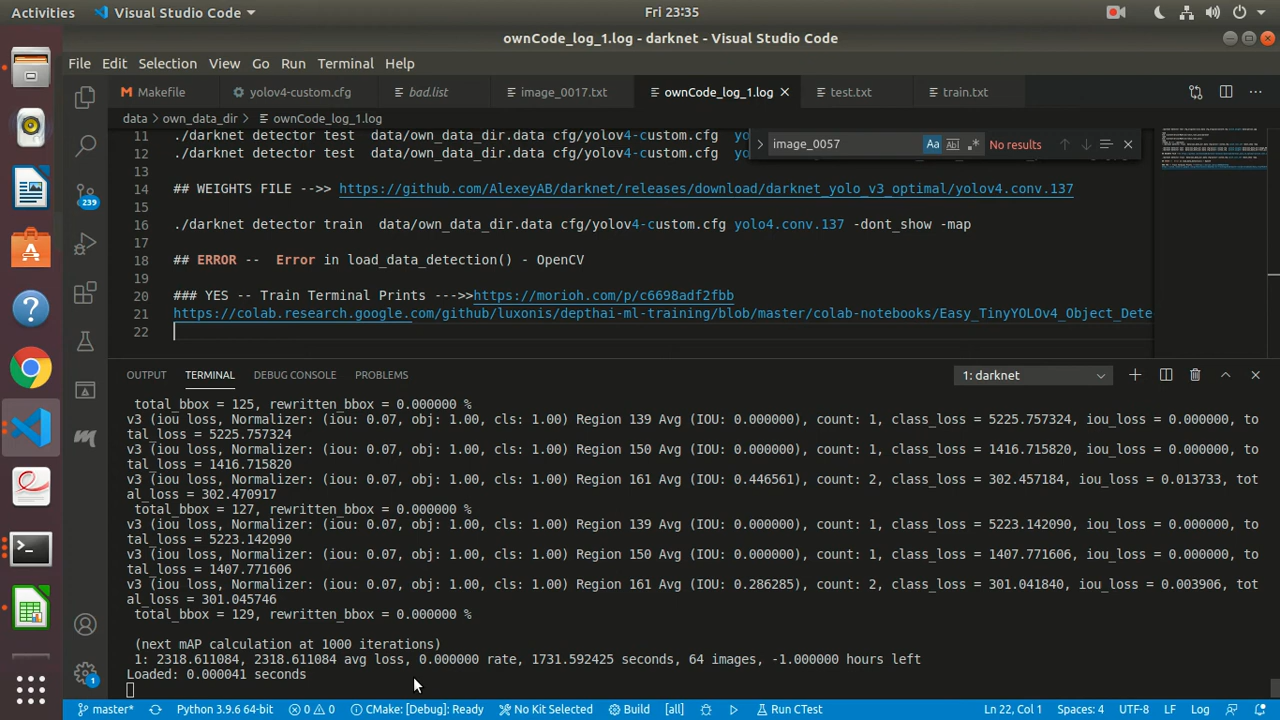 Activities Visual Studio Code Fri 23:35
ownCode_log_1.log - darknet - Visual Studio Code
File Edit Selection View Go Run Terminal Help
Makefile yolov4-custom.cfg bad.list image_0017.txt ownCode_log_1.log test.txt train.txt
data > own_data_dir > ownCode_log_1.log
image_0057 Aa Abl .* No results
11 ./darknet detector test data/own_data_dir.data cfg/yolov4-custom.cfg yo
12 ./darknet detector test data/own_data_dir.data cfg/yolov4-custom.cfg yo
13
14 ## WEIGHTS FILE -->> https://github.com/AlexeyAB/darknet/releases/download/darknet_yolo_v3_optimal/yolov4.conv.137
15
16 ./darknet detector train data/own_data_dir.data cfg/yolov4-custom.cfg yolo4.conv.137 -dont_show -map
17
18 ## ERROR -- Error in load_data_detection() - OpenCV
19
20 ### YES -- Train Terminal Prints --->>https://morioh.com/p/c6698adf2fbb
21 https://colab.research.google.com/github/luxonis/depthai-ml-training/blob/master/colab-notebooks/Easy_TinyYOLOv4_Object_Dete
22
OUTPUT TERMINAL DEBUG CONSOLE PROBLEMS 1: darknet
total_bbox = 125, rewritten_bbox = 0.000000 %
v3 (iou loss, Normalizer: (iou: 0.07, obj: 1.00, cls: 1.00) Region 139 Avg (IOU: 0.000000), count: 1, class_loss = 5225.757324, iou_loss = 0.000000, to
tal_loss = 5225.757324
v3 (iou loss, Normalizer: (iou: 0.07, obj: 1.00, cls: 1.00) Region 150 Avg (IOU: 0.000000), count: 1, class_loss = 1416.715820, iou_loss = 0.000000, to
tal_loss = 1416.715820
v3 (iou loss, Normalizer: (iou: 0.07, obj: 1.00, cls: 1.00) Region 161 Avg (IOU: 0.446561), count: 2, class_loss = 302.457184, iou_loss = 0.013733, tot
al_loss = 302.470917
total_bbox = 127, rewritten_bbox = 0.000000 %
v3 (iou loss, Normalizer: (iou: 0.07, obj: 1.00, cls: 1.00) Region 139 Avg (IOU: 0.000000), count: 1, class_loss = 5223.142090, iou_loss = 0.000000, to
tal_loss = 5223.142090
v3 (iou loss, Normalizer: (iou: 0.07, obj: 1.00, cls: 1.00) Region 150 Avg (IOU: 0.000000), count: 1, class_loss = 1407.771606, iou_loss = 0.000000, to
tal_loss = 1407.771606
v3 (iou loss, Normalizer: (iou: 0.07, obj: 1.00, cls: 1.00) Region 161 Avg (IOU: 0.286285), count: 2, class_loss = 301.041840, iou_loss = 0.003906, tot
al_loss = 301.045746
total_bbox = 129, rewritten_bbox = 0.000000 %
(next mAP calculation at 1000 iterations)
1: 2318.611084, 2318.611084 avg loss, 0.000000 rate, 1731.592425 seconds, 64 images, -1.000000 hours left
Loaded: 0.000041 seconds
239
1
master* Python 3.9.6 64-bit 0 0 CMake: [Debug]: Ready No Kit Selected Build [all] Run CTest Ln 22, Col 1 Spaces: 4 UTF-8 LF Log